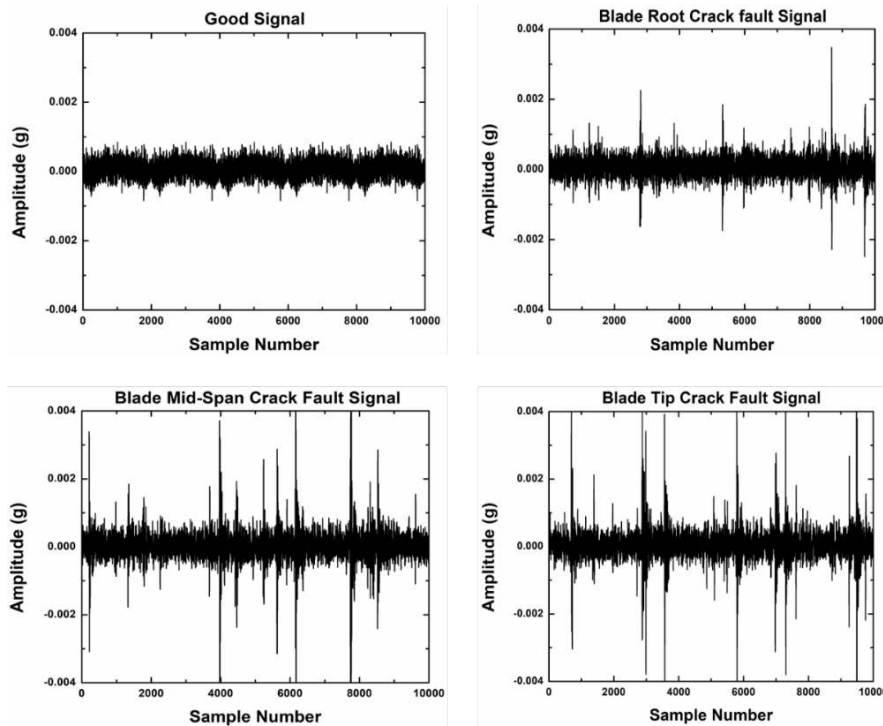 Good Signal
0.004
0.002
0.000
-0.002
-0.004
Amplitude (g)
0 2000 4000 6000 8000 10000
Sample Number
Blade Root Crack fault Signal
0.004
0.002
0.000
-0.002
-0.004
Amplitude (g)
0 2000 4000 6000 8000 10000
Sample Number
Blade Mid-Span Crack Fault Signal
0.004
0.002
0.000
-0.002
-0.004
Amplitude (g)
0 2000 4000 6000 8000 10000
Sample Number
Blade Tip Crack Fault Signal
0.004
0.002
0.000
-0.002
-0.004
Amplitude (g)
0 2000 4000 6000 8000 10000
Sample Number